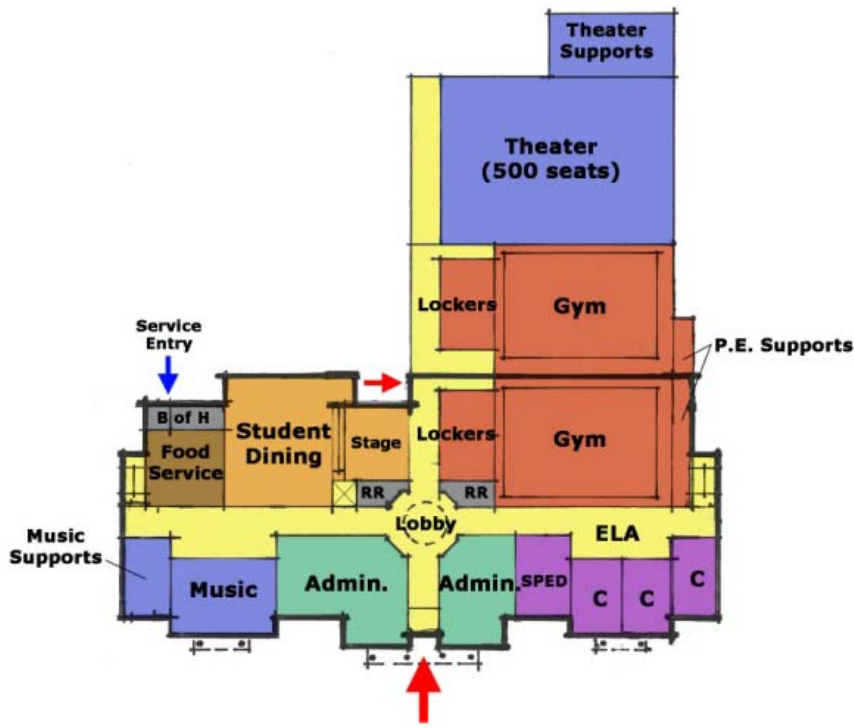 Theater
Supports
Theater
(500 seats)
Lockers
Gym
Service
Entry
P.E. Supports
B of H
Food
Service
Student
Dining
Stage
Lockers
Gym
RR
RR
Lobby
ELA
Music
Supports
Music
Admin.
Admin.
SPED
C
C
C